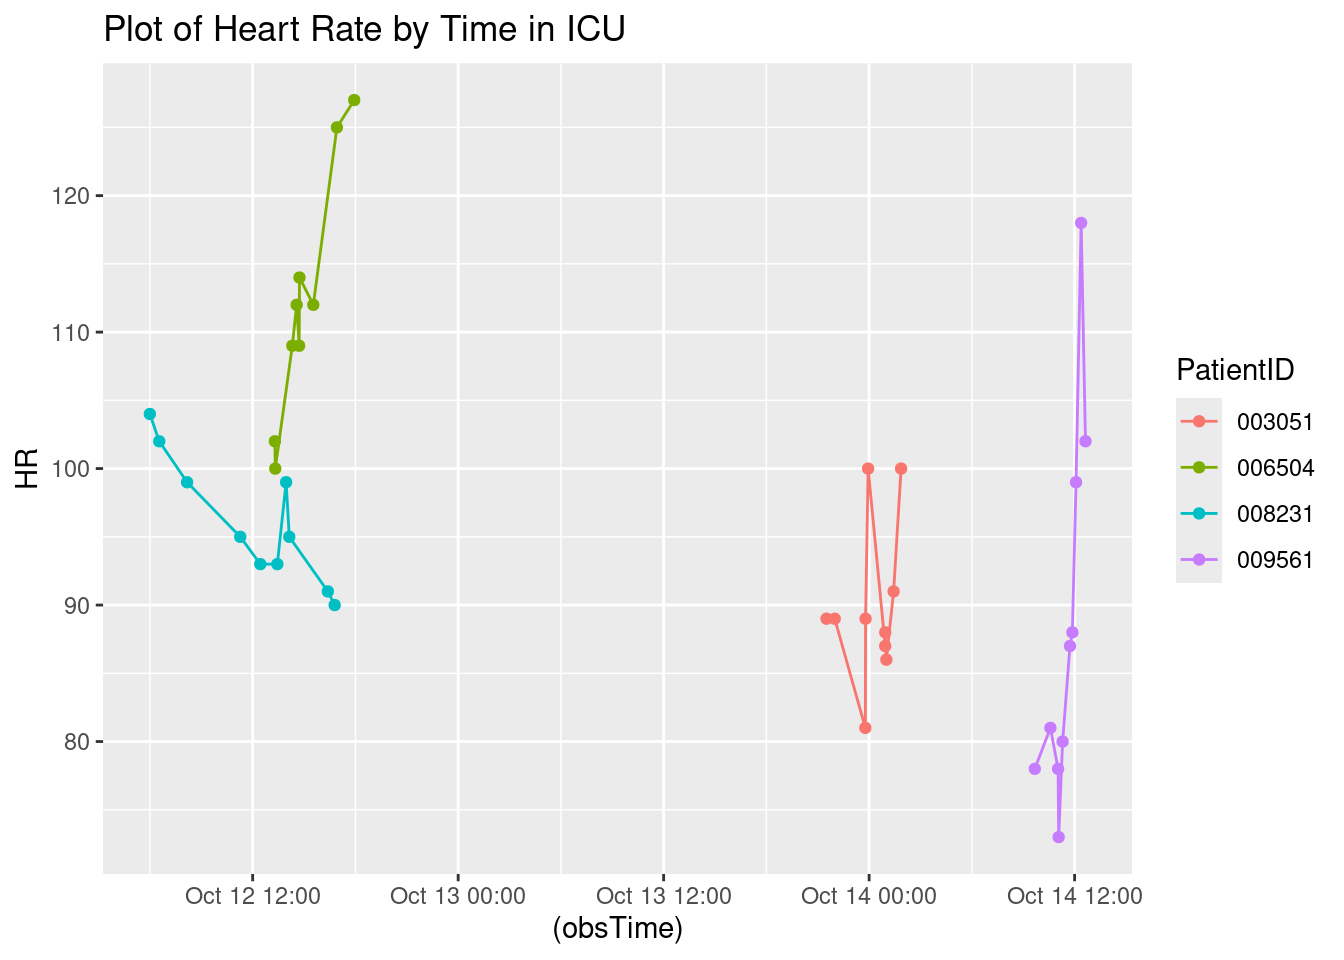 Plot of Heart Rate by Time in ICU
120
110
100
90
80
HR
Oct 12 12:00
Oct 13 00:00
Oct 13 12:00
Oct 14 00:00
Oct 14 12:00
(obsTime)
PatientID
003051
006504
008231
009561